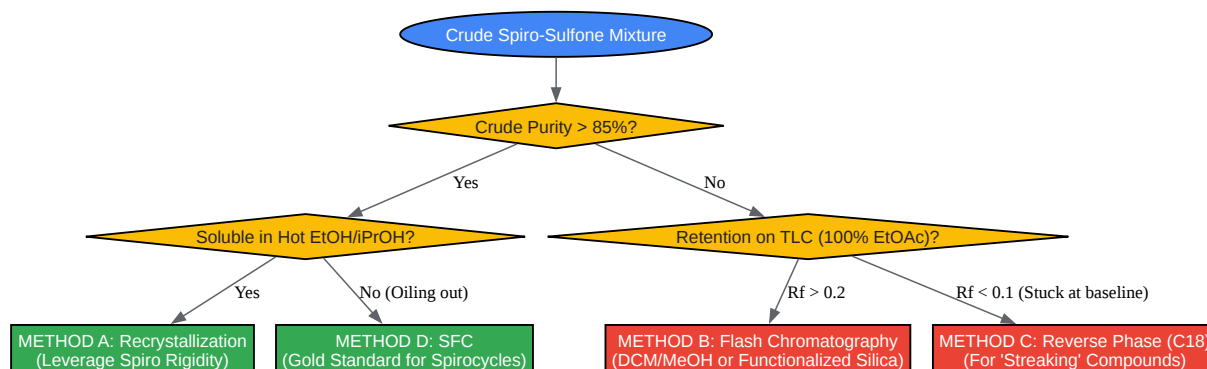 Crude Spiro-Sulfone Mixture
Crude Purity > 85%?
Yes
No
Soluble in Hot EtOH/iPrOH?
Retention on TLC (100% EtOAc)?
Yes
No (Oiling out)
Rf > 0.2
Rf < 0.1 (Stuck at baseline)
METHOD A: Recrystallization
(Leverage Spiro Rigidity)
METHOD D: SFC
(Gold Standard for Spirocycles)
METHOD B: Flash Chromatography
(DCM/MeOH or Functionalized Silica)
METHOD C: Reverse Phase (C18)
(For 'Streaking' Compounds)